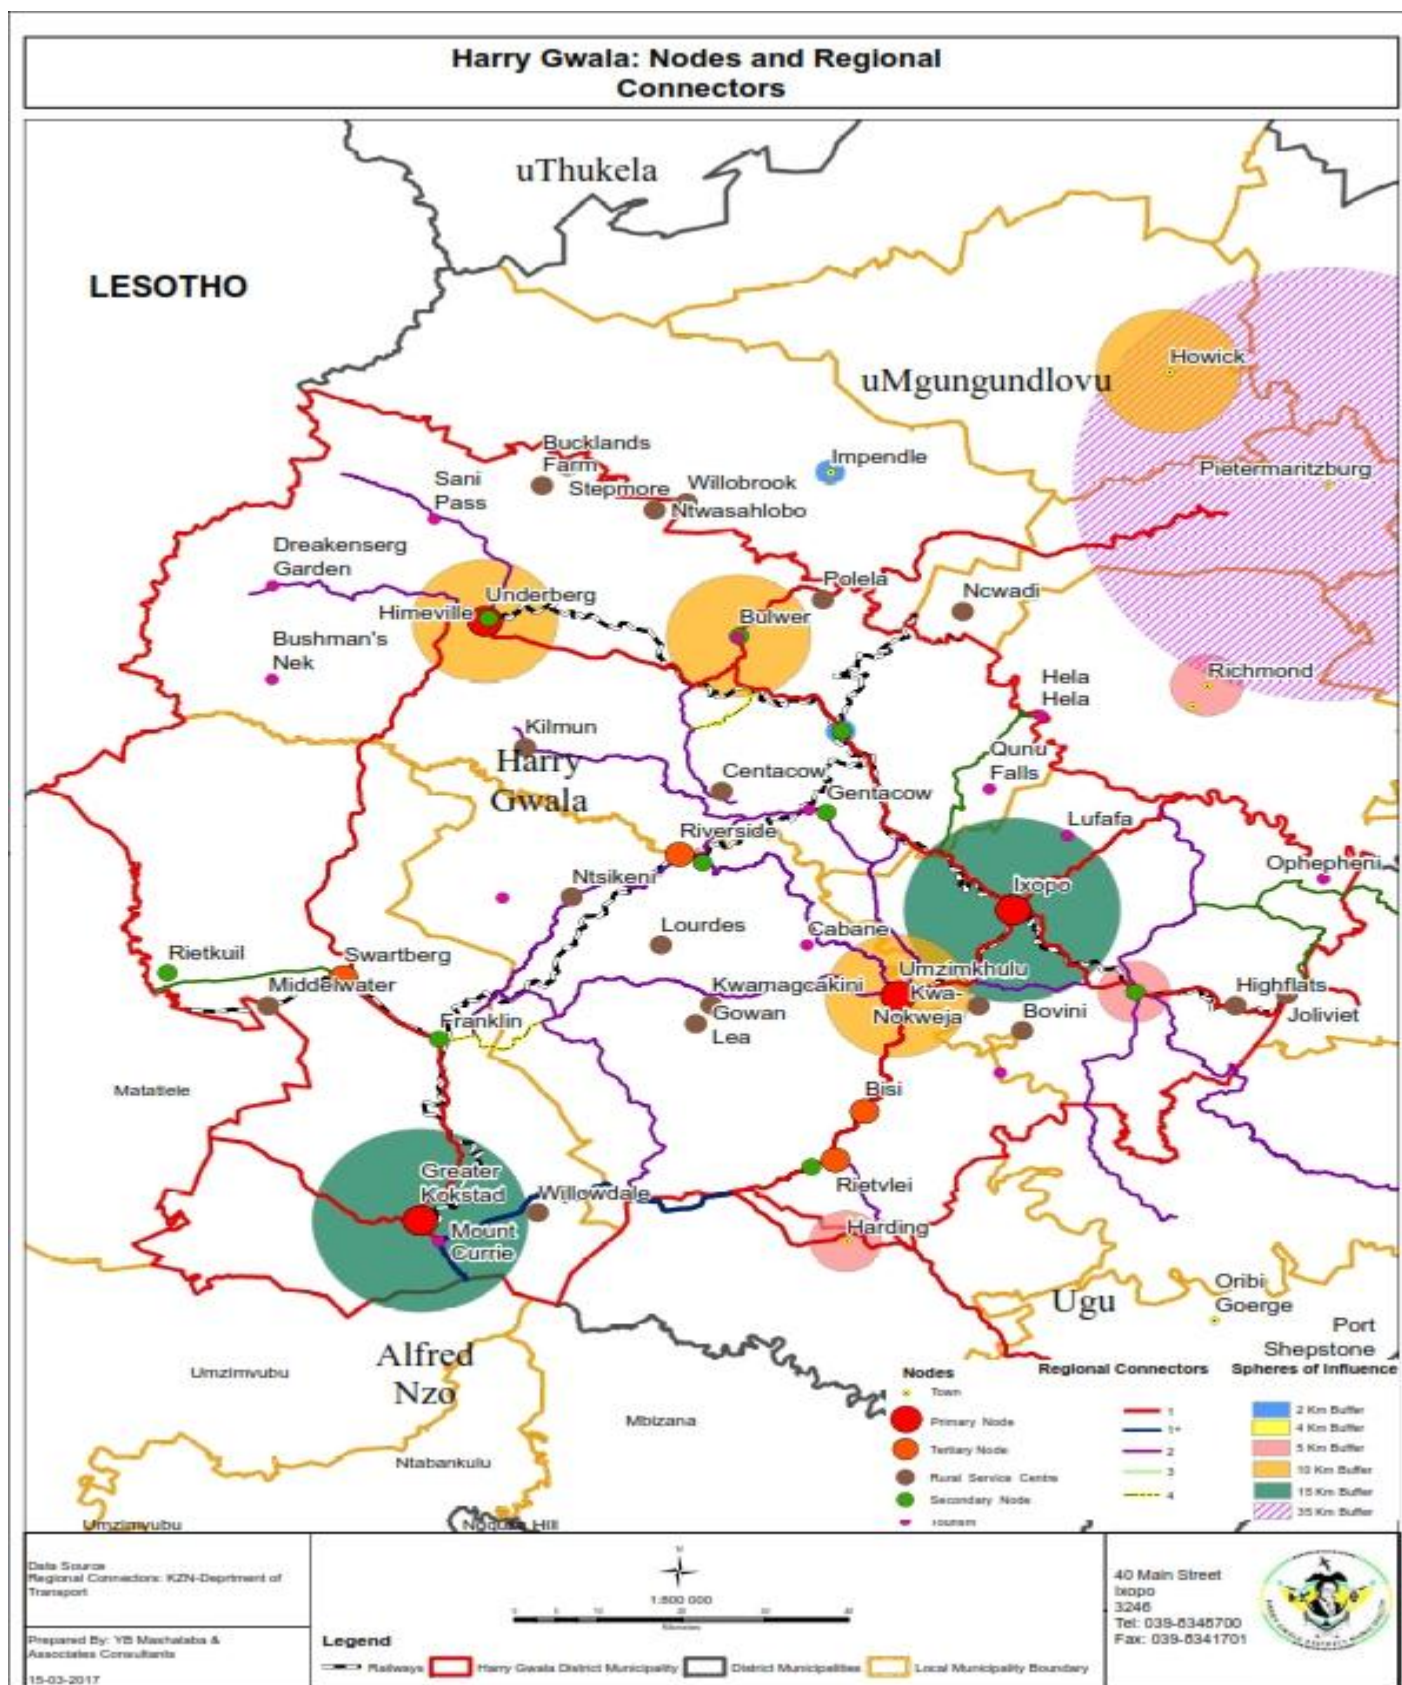 Harry Gwala: Nodes and Regional
Connectors
uThukela
LESOTHO
Howick
uMgungundlovu
Bucklands
Farm
Impendle
Pietermaritzburg
Sani
Pass
Stepmore
Willobrook
Ntwasahlobo
Dreakenserg
Garden
Polela
Underberg
Ncwadi
Himeville
Bulwer
Bushman's
Nek
Richmond
Hela
Hela
Kilmun
Qunu
Falls
Harry
Gwala
Centacow
Gentacow
Lufafa
Riverside
Ophepheni
Ntsikeni
Ixopo
Lourdes
Cabane
Rietkuil
Swartberg
Umzimkhulu
Middelwater
Kwamagcakini
Kwa-
Nokweja
Highflats
Franklin
Gowan
Lea
Bovini
Joliviet
Matatiele
Bisi
Greater
Kokstad
Willowdale
Rietvlei
Mount
Currie
Harding
Oribi
Goerge
Ugu
Port
Shepstone
Alfred
Nzo
Umzimvubu
Mbizana
Ntabankulu
Umzimvubu
Nodes
Town
Primary Node
Tertiary Node
Rural Service Centre
Secondary Node
Tourism
Regional Connectors
1
1+
2
3
4
Spheres of Influence
2 Km Buffer
4 Km Buffer
5 Km Buffer
10 Km Buffer
15 Km Buffer
35 Km Buffer
Data Source
Regional Connectors: KZN-Deprtment of
Transport
Prepared By: YB Mashalaba &
Associates Consultants
15-03-2017
N
1:800 000
Kilometers
Legend
Railways
Harry Gwala District Municipality
District Municipalities
Local Municipality Boundary
40 Main Street
Ixopo
3246
Tel: 039-8348700
Fax: 039-8341701